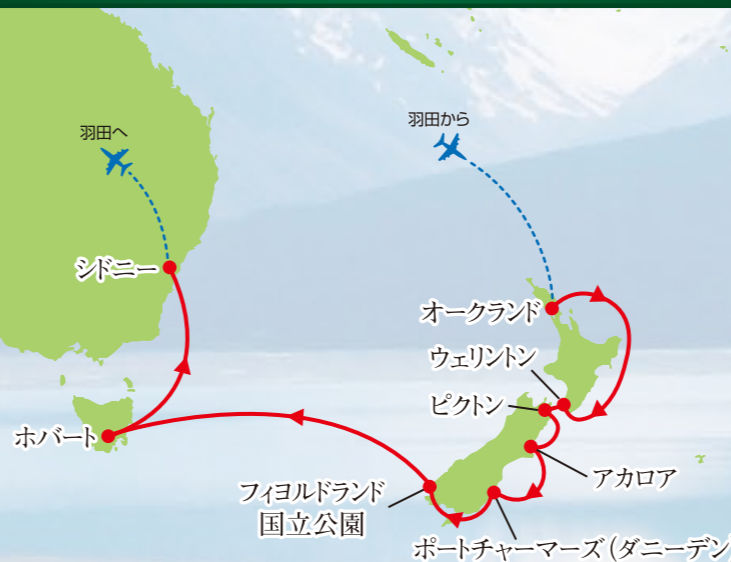 羽田へ
羽田から
シドニー
オークランド
ウェリントン
ピクトン
ホバート
アカロア
フィヨルドランド
国立公園
ポートチャーマーズ(ダニーデン